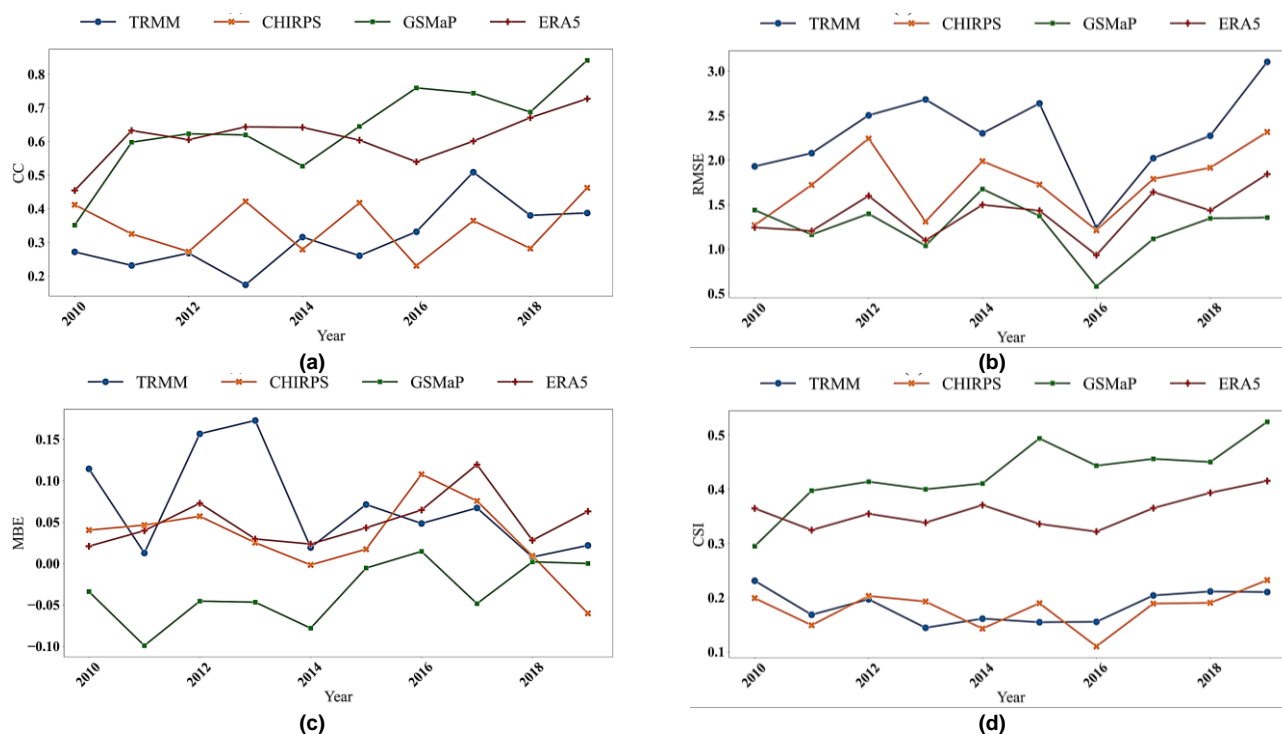 TRMM CHIRPS GSMaP ERA5
CC
0.8
0.7
0.6
0.5
0.4
0.3
0.2
2010 2012 2014 2016 2018
Year
(a)
TRMM CHIRPS GSMaP ERA5
RMSE
3.0
2.5
2.0
1.5
1.0
0.5
2010 2012 2014 2016 2018
Year
(b)
TRMM CHIRPS GSMaP ERA5
MBE
0.15
0.10
0.05
0.00
−0.05
−0.10
2010 2012 2014 2016 2018
Year
(c)
TRMM CHIRPS GSMaP ERA5
CSI
0.5
0.4
0.3
0.2
0.1
2010 2012 2014 2016 2018
Year
(d)